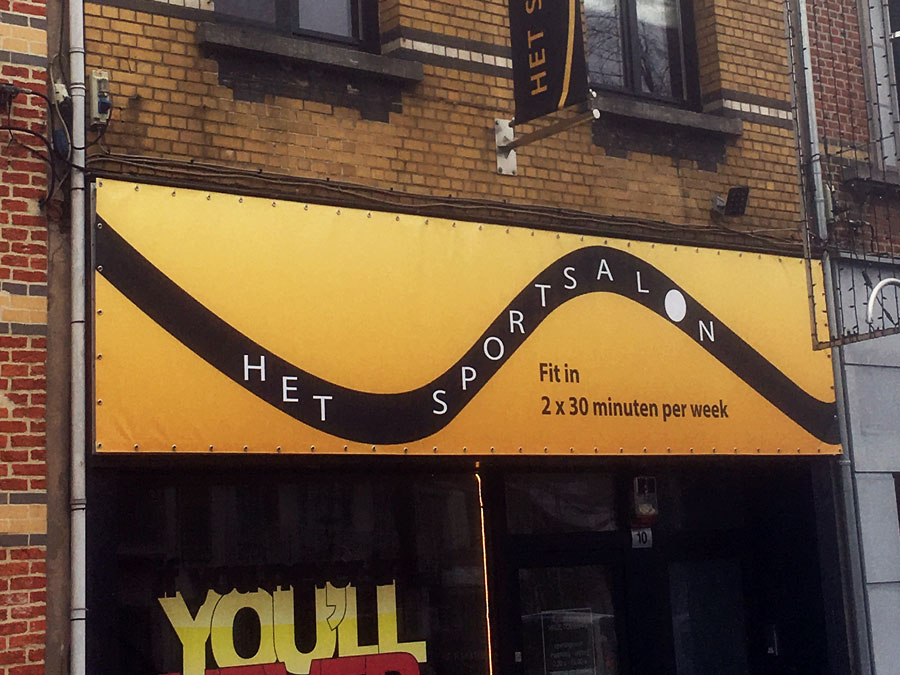 HET S
HET SPORTSALON
Fit in
2 x 30 minuten per week
10
YOU'LL